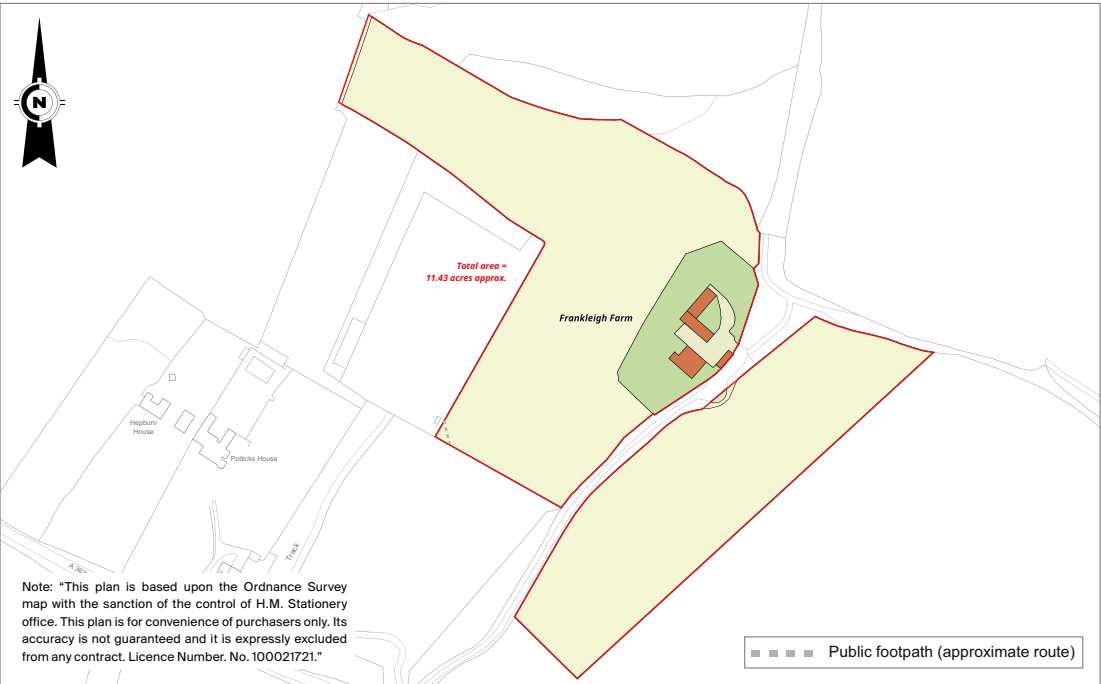 N
Total area =
11.43 acres approx.
Frankleigh Farm
Hepburn
House
Potlicks House
Track
Note: “This plan is based upon the Ordnance Survey
map with the sanction of the control of H.M. Stationery
office. This plan is for convenience of purchasers only. Its
accuracy is not guaranteed and it is expressly excluded
from any contract. Licence Number. No. 100021721.”
Public footpath (approximate route)